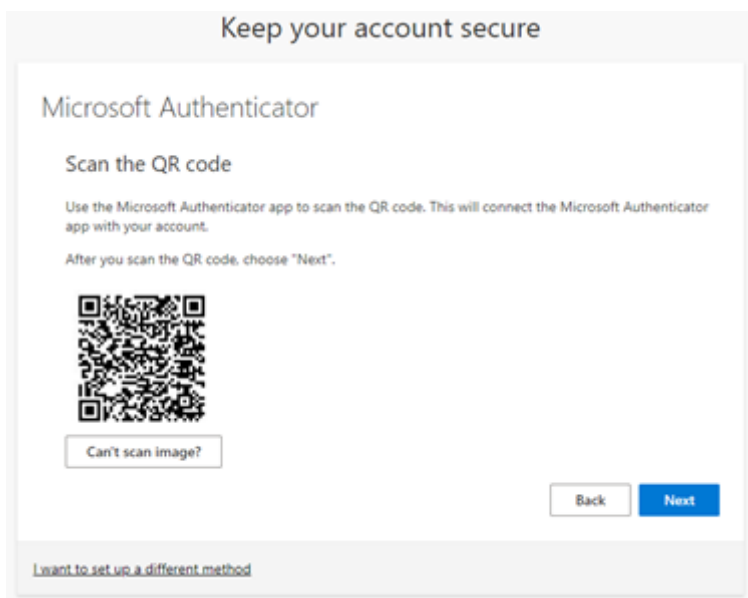 Keep your account secure
Microsoft Authenticator
Scan the QR code
Use the Microsoft Authenticator app to scan the QR code. This will connect the Microsoft Authenticator
app with your account.
After you scan the QR code, choose "Next".
Can't scan image?
Back
Next
I want to set up a different method